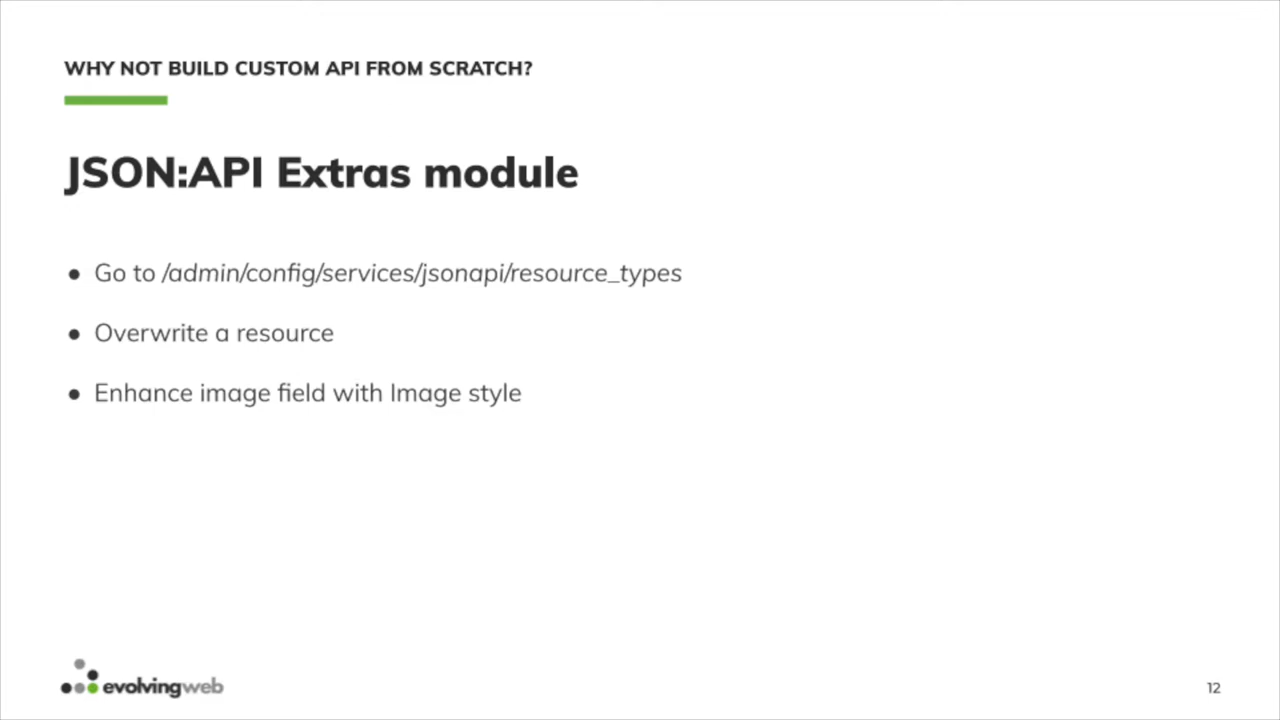 WHY NOT BUILD CUSTOM API FROM SCRATCH?
JSON:API Extras module
● Go to /admin/config/services/jsonapi/resource_types
● Overwrite a resource
● Enhance image field with Image style
evolvingweb
12